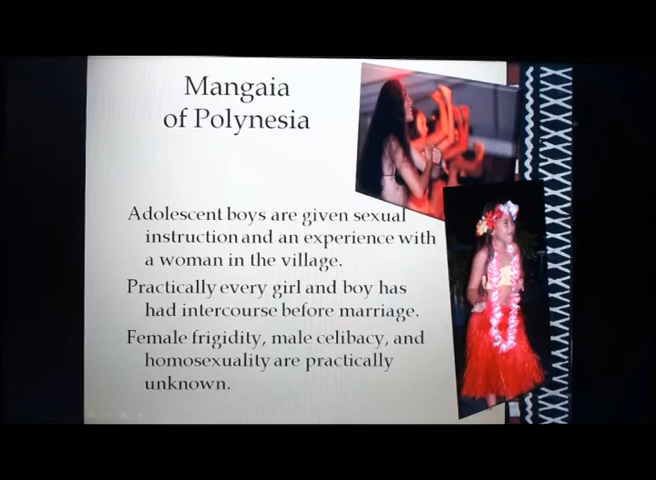 Mangaia
of Polynesia
Adolescent boys are given sexual
instruction and an experience with
a woman in the village.
Practically every girl and boy has
had intercourse before marriage.
Female frigidity, male celibacy, and
homosexuality are practically
unknown.